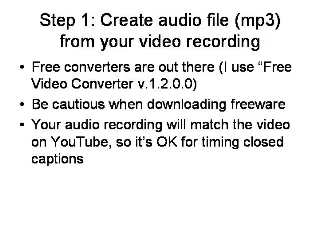 Step 1: Create audio file (mp3)
from your video recording
• Free converters are out there (I use “Free
Video Converter v.1.2.0.0)
• Be cautious when downloading freeware
• Your audio recording will match the video
on YouTube, so it’s OK for timing closed
captions